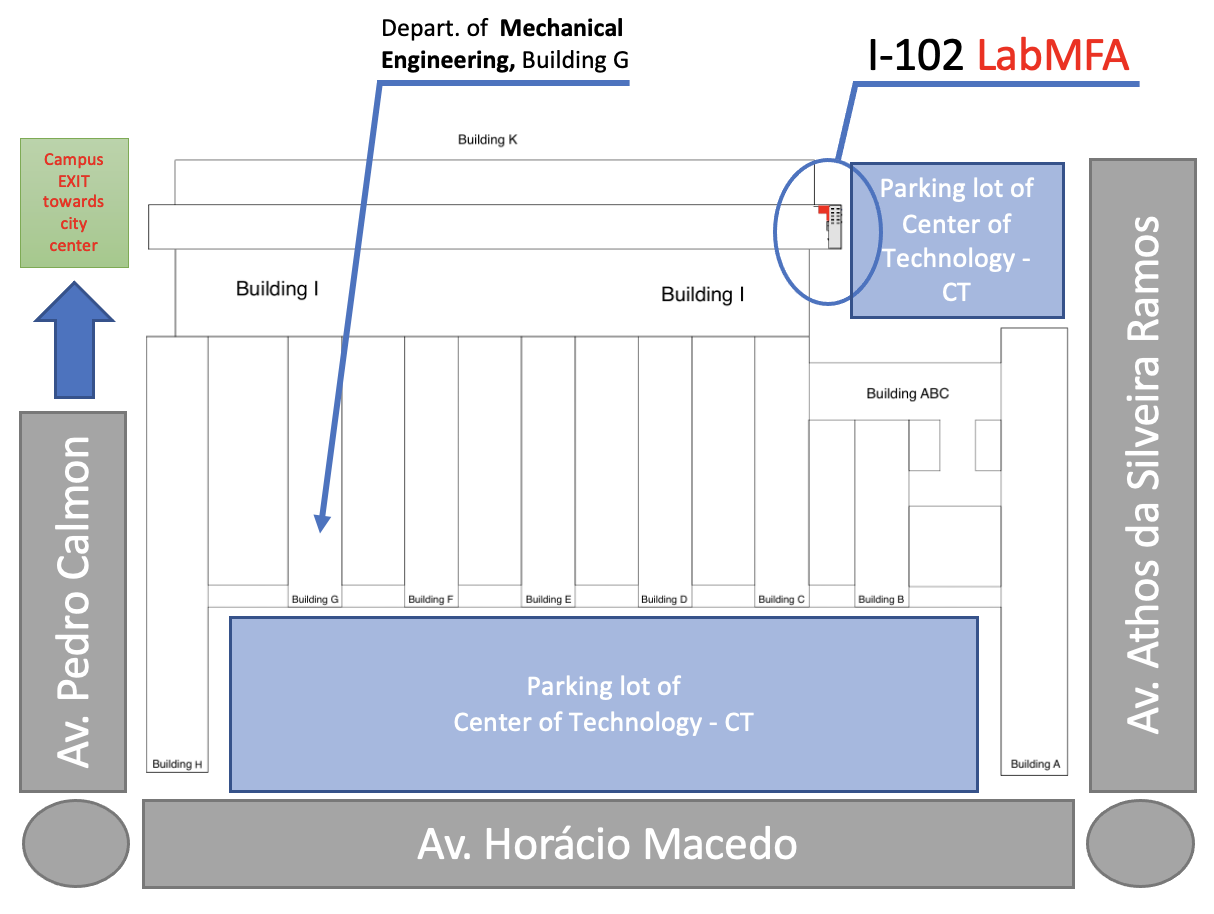 Depart. of Mechanical
Engineering, Building G
I-102 LabMFA
Building K
Campus
EXIT
towards
city
center
Parking lot of
Center of
Technology -
CT
Building I
Building I
Building ABC
Av. Pedro Calmon
Av. Athos da Silveira Ramos
Building G
Building F
Building E
Building D
Building C
Building B
Parking lot of
Center of Technology - CT
Building H
Building A
Av. Horácio Macedo